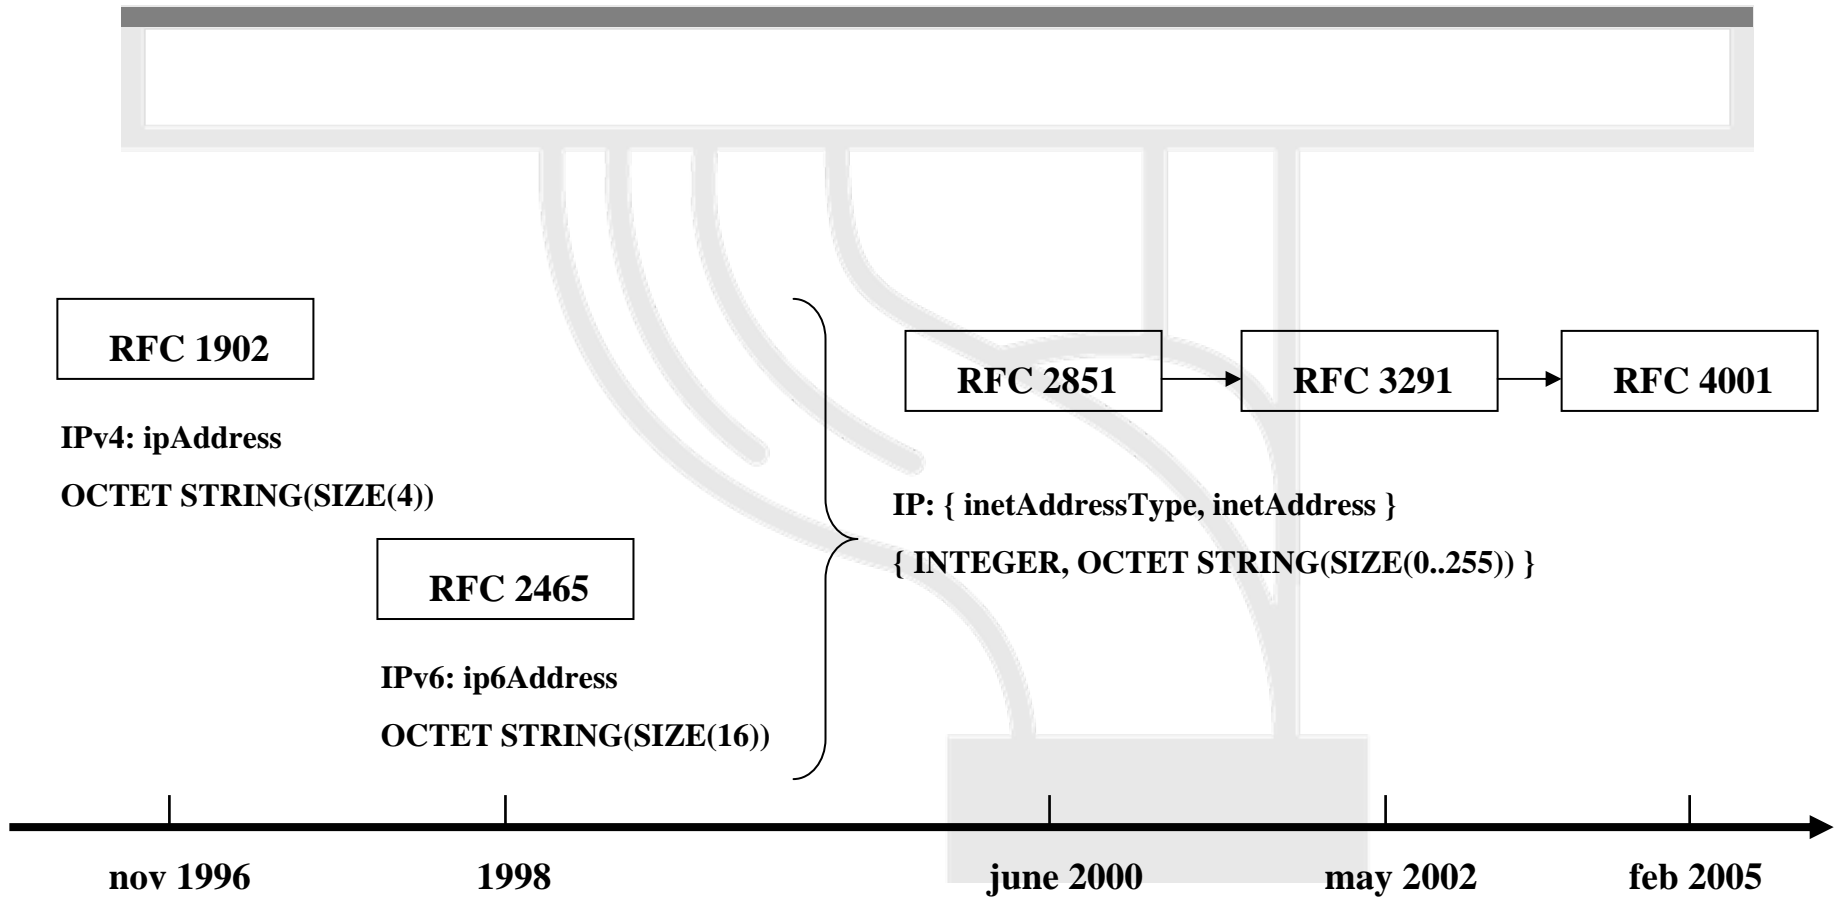 RFC 1902
IPv4: ipAddress
OCTET STRING(SIZE(4))
RFC 2465
IPv6: ip6Address
OCTET STRING(SIZE(16))
RFC 2851
RFC 3291
RFC 4001
IP: { inetAddressType, inetAddress }
{ INTEGER, OCTET STRING(SIZE(0..255)) }
nov 1996
1998
june 2000
may 2002
feb 2005